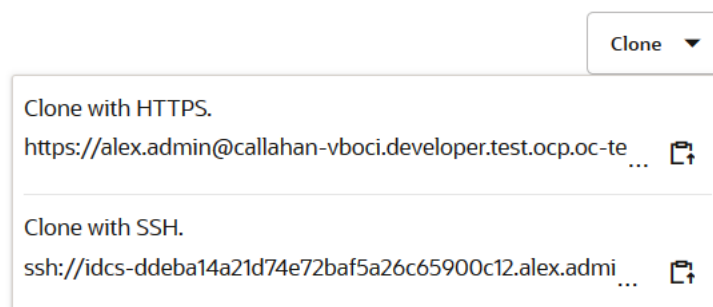 Clone
Clone with HTTPS.
https://alex.admin@callahan-vboci.developer.test.ocp.oc-te...
Clone with SSH.
ssh://idcs-ddeba14a21d74e72baf5a26c65900c12.alex.admi...